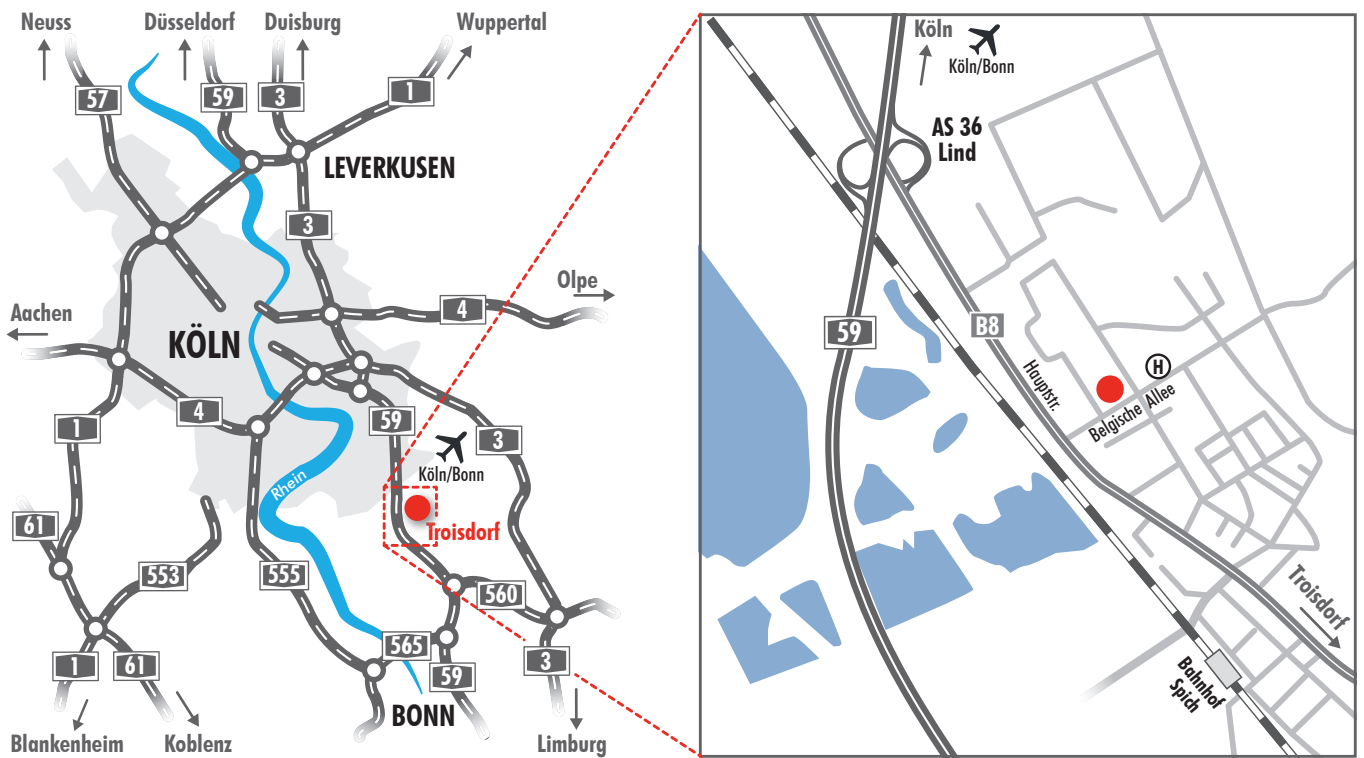 Neuss
Düsseldorf
Duisburg
Wuppertal
57
59
3
1
LEVERKUSEN
3
Olpe
4
Aachen
KÖLN
4
1
59
3
Köln/Bonn
Rhein
Troisdorf
61
553
555
560
565
1
61
59
3
BONN
Blankenheim
Koblenz
Limburg
Köln
Köln/Bonn
AS 36
Lind
59
B8
Hauptstr.
H
Belgische Allee
Troisdorf
Bahnhof
Spich